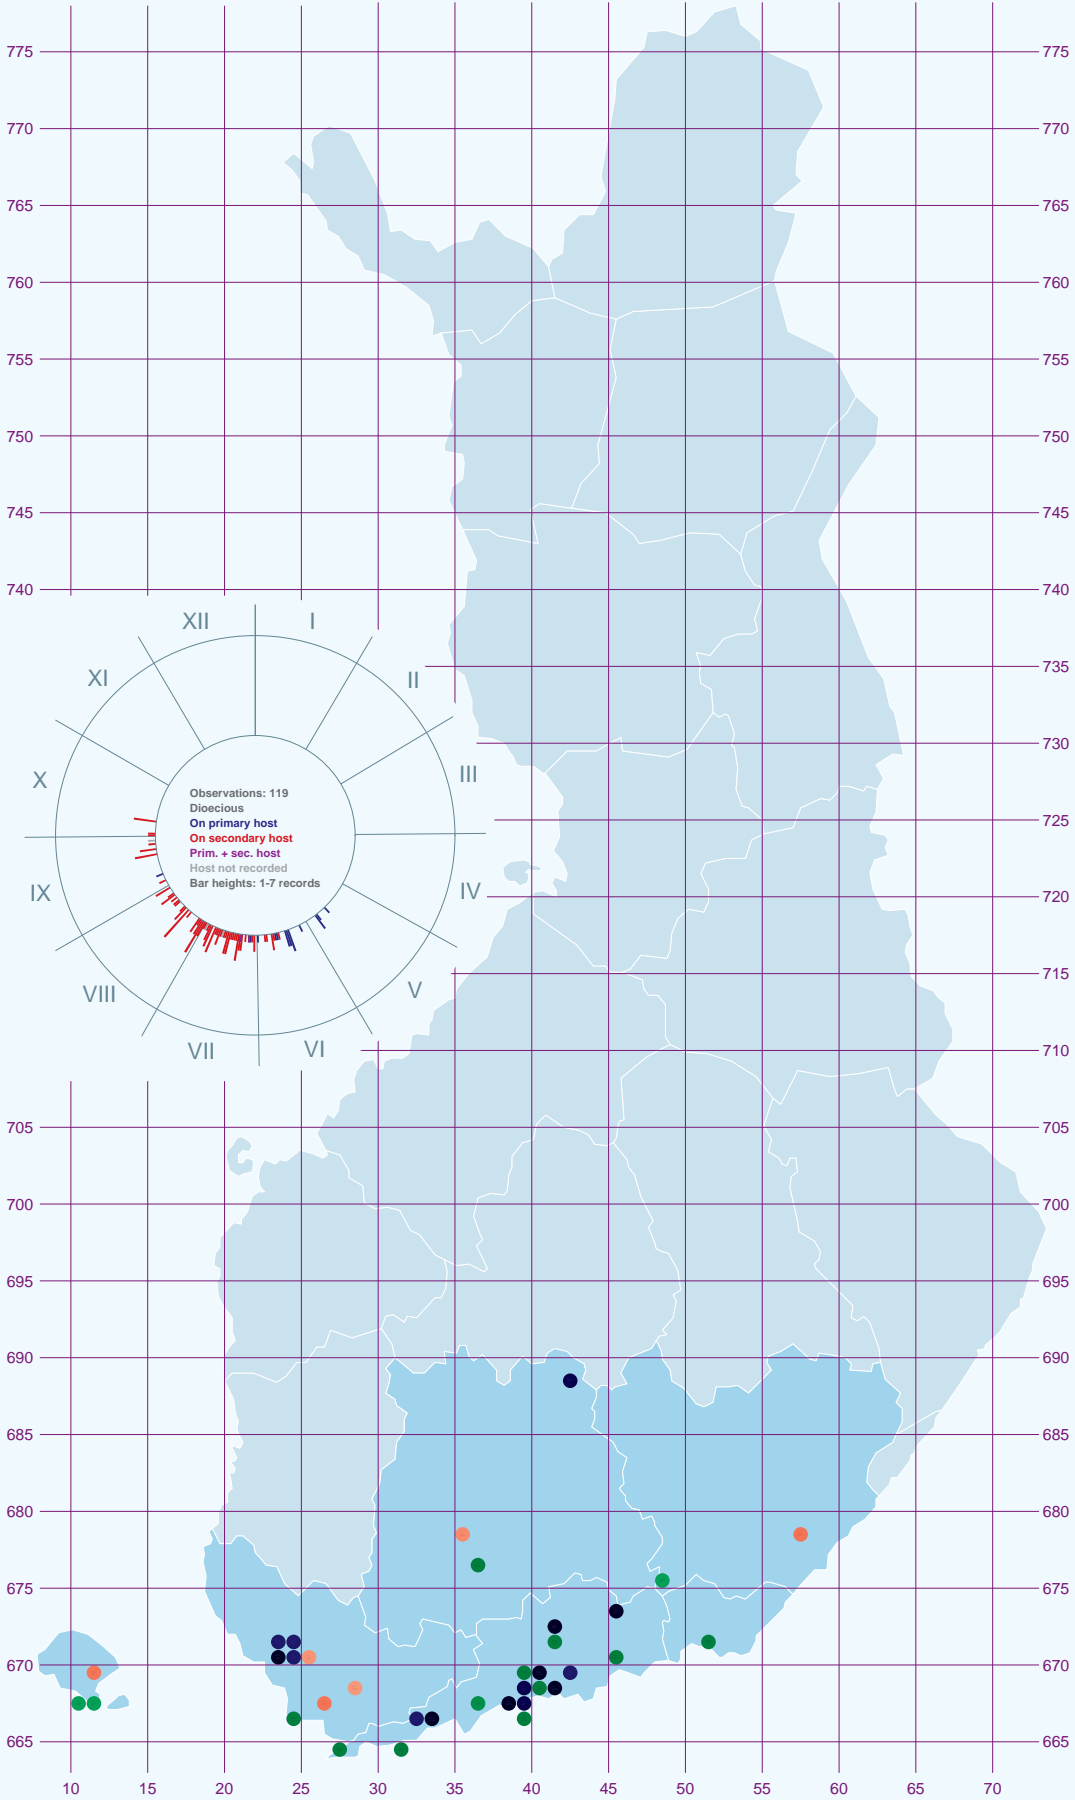 775 775
770 770
765 765
760 760
755 755
750 750
745 745
740 740
XII I
735
XI II
730
III
X
Observations: 119
Dioecious
On primary host
On secondary host
Prim. + sec. host
Host not recorded
Bar heights: 1-7 records
725
IX IV
720
VIII V
715
VII VI
710
705 705
700 700
695 695
690 690
685 685
680 680
675 675
670 670
665 665
10 15 20 25 30 35 40 45 50 55 60 65 70